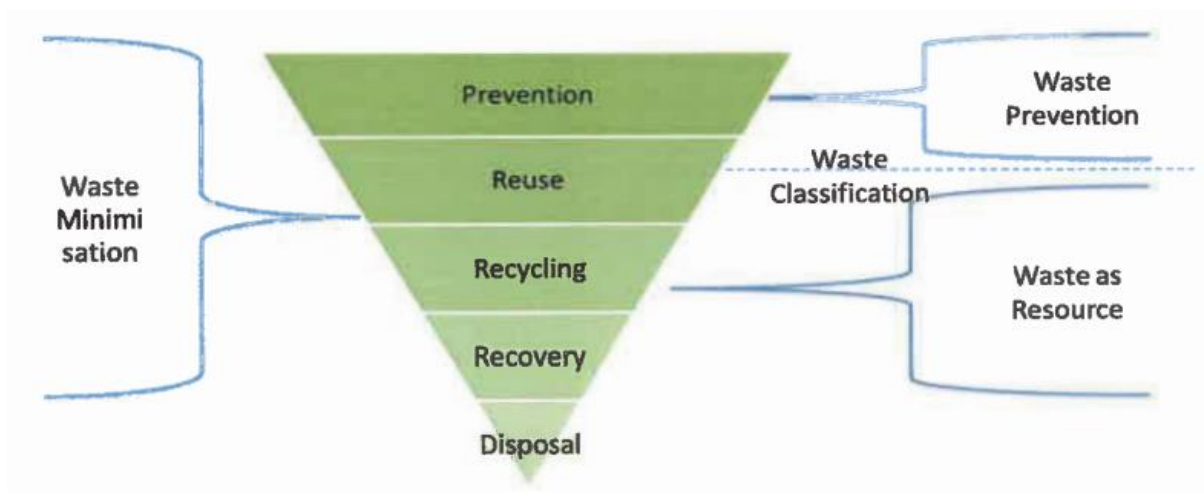 Waste
Minimi
sation
Prevention
Reuse
Recycling
Recovery
Disposal
Waste
Prevention
Waste
Classification
Waste as
Resource